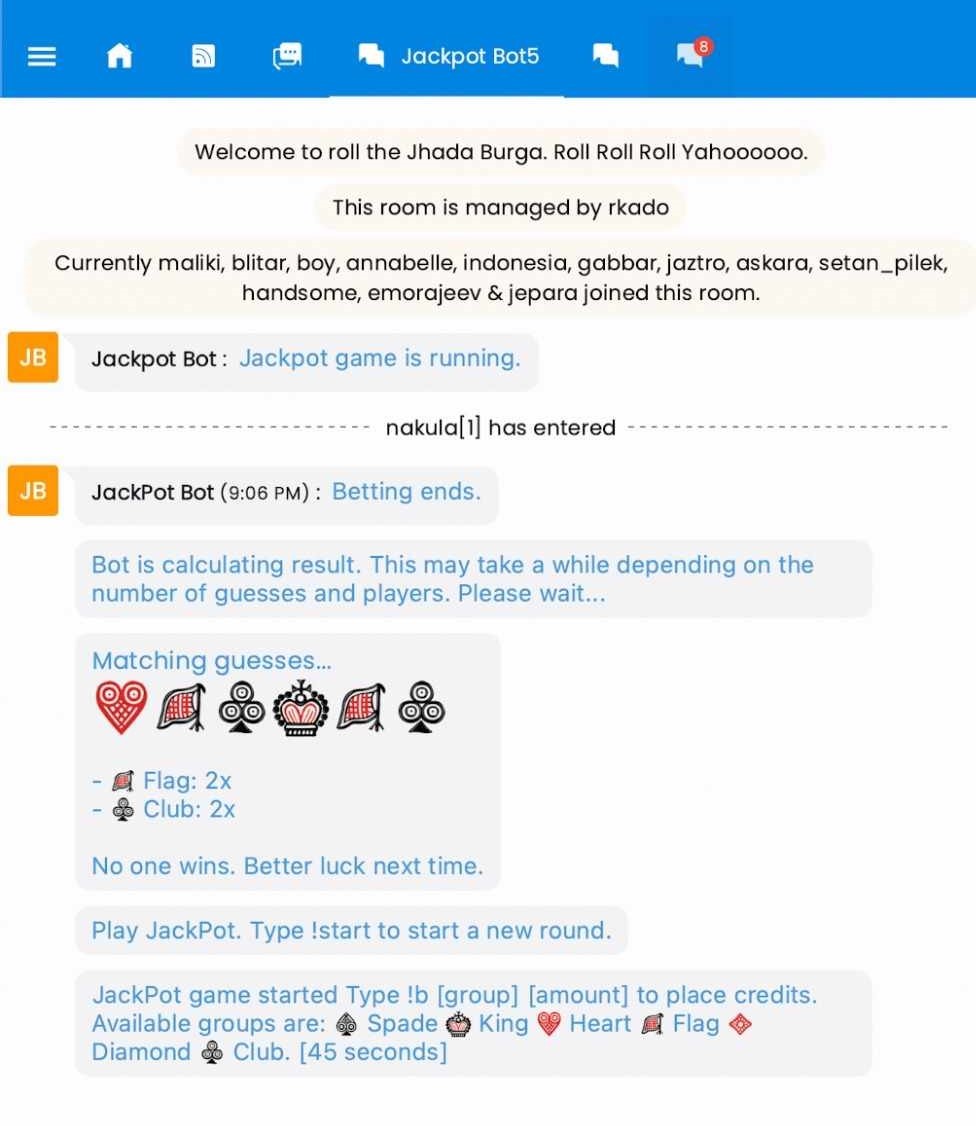 Jackpot Bot5
8
Welcome to roll the Jhada Burga. Roll Roll Roll Yahoooooo.
This room is managed by rkado
Currently maliki, blitar, boy, annabelle, indonesia, gabbar, jaztro, askara, setan_pilek,
handsome, emorajeev & jepara joined this room.
JB
Jackpot Bot : Jackpot game is running.
nakula[1] has entered
JB
JackPot Bot (9:06 PM) : Betting ends.
Bot is calculating result. This may take a while depending on the
number of guesses and players. Please wait...
Matching guesses...
- Flag: 2x
- Club: 2x
No one wins. Better luck next time.
Play JackPot. Type !start to start a new round.
JackPot game started Type !b [group] [amount] to place credits.
Available groups are: Spade King Heart Flag
Diamond Club. [45 seconds]